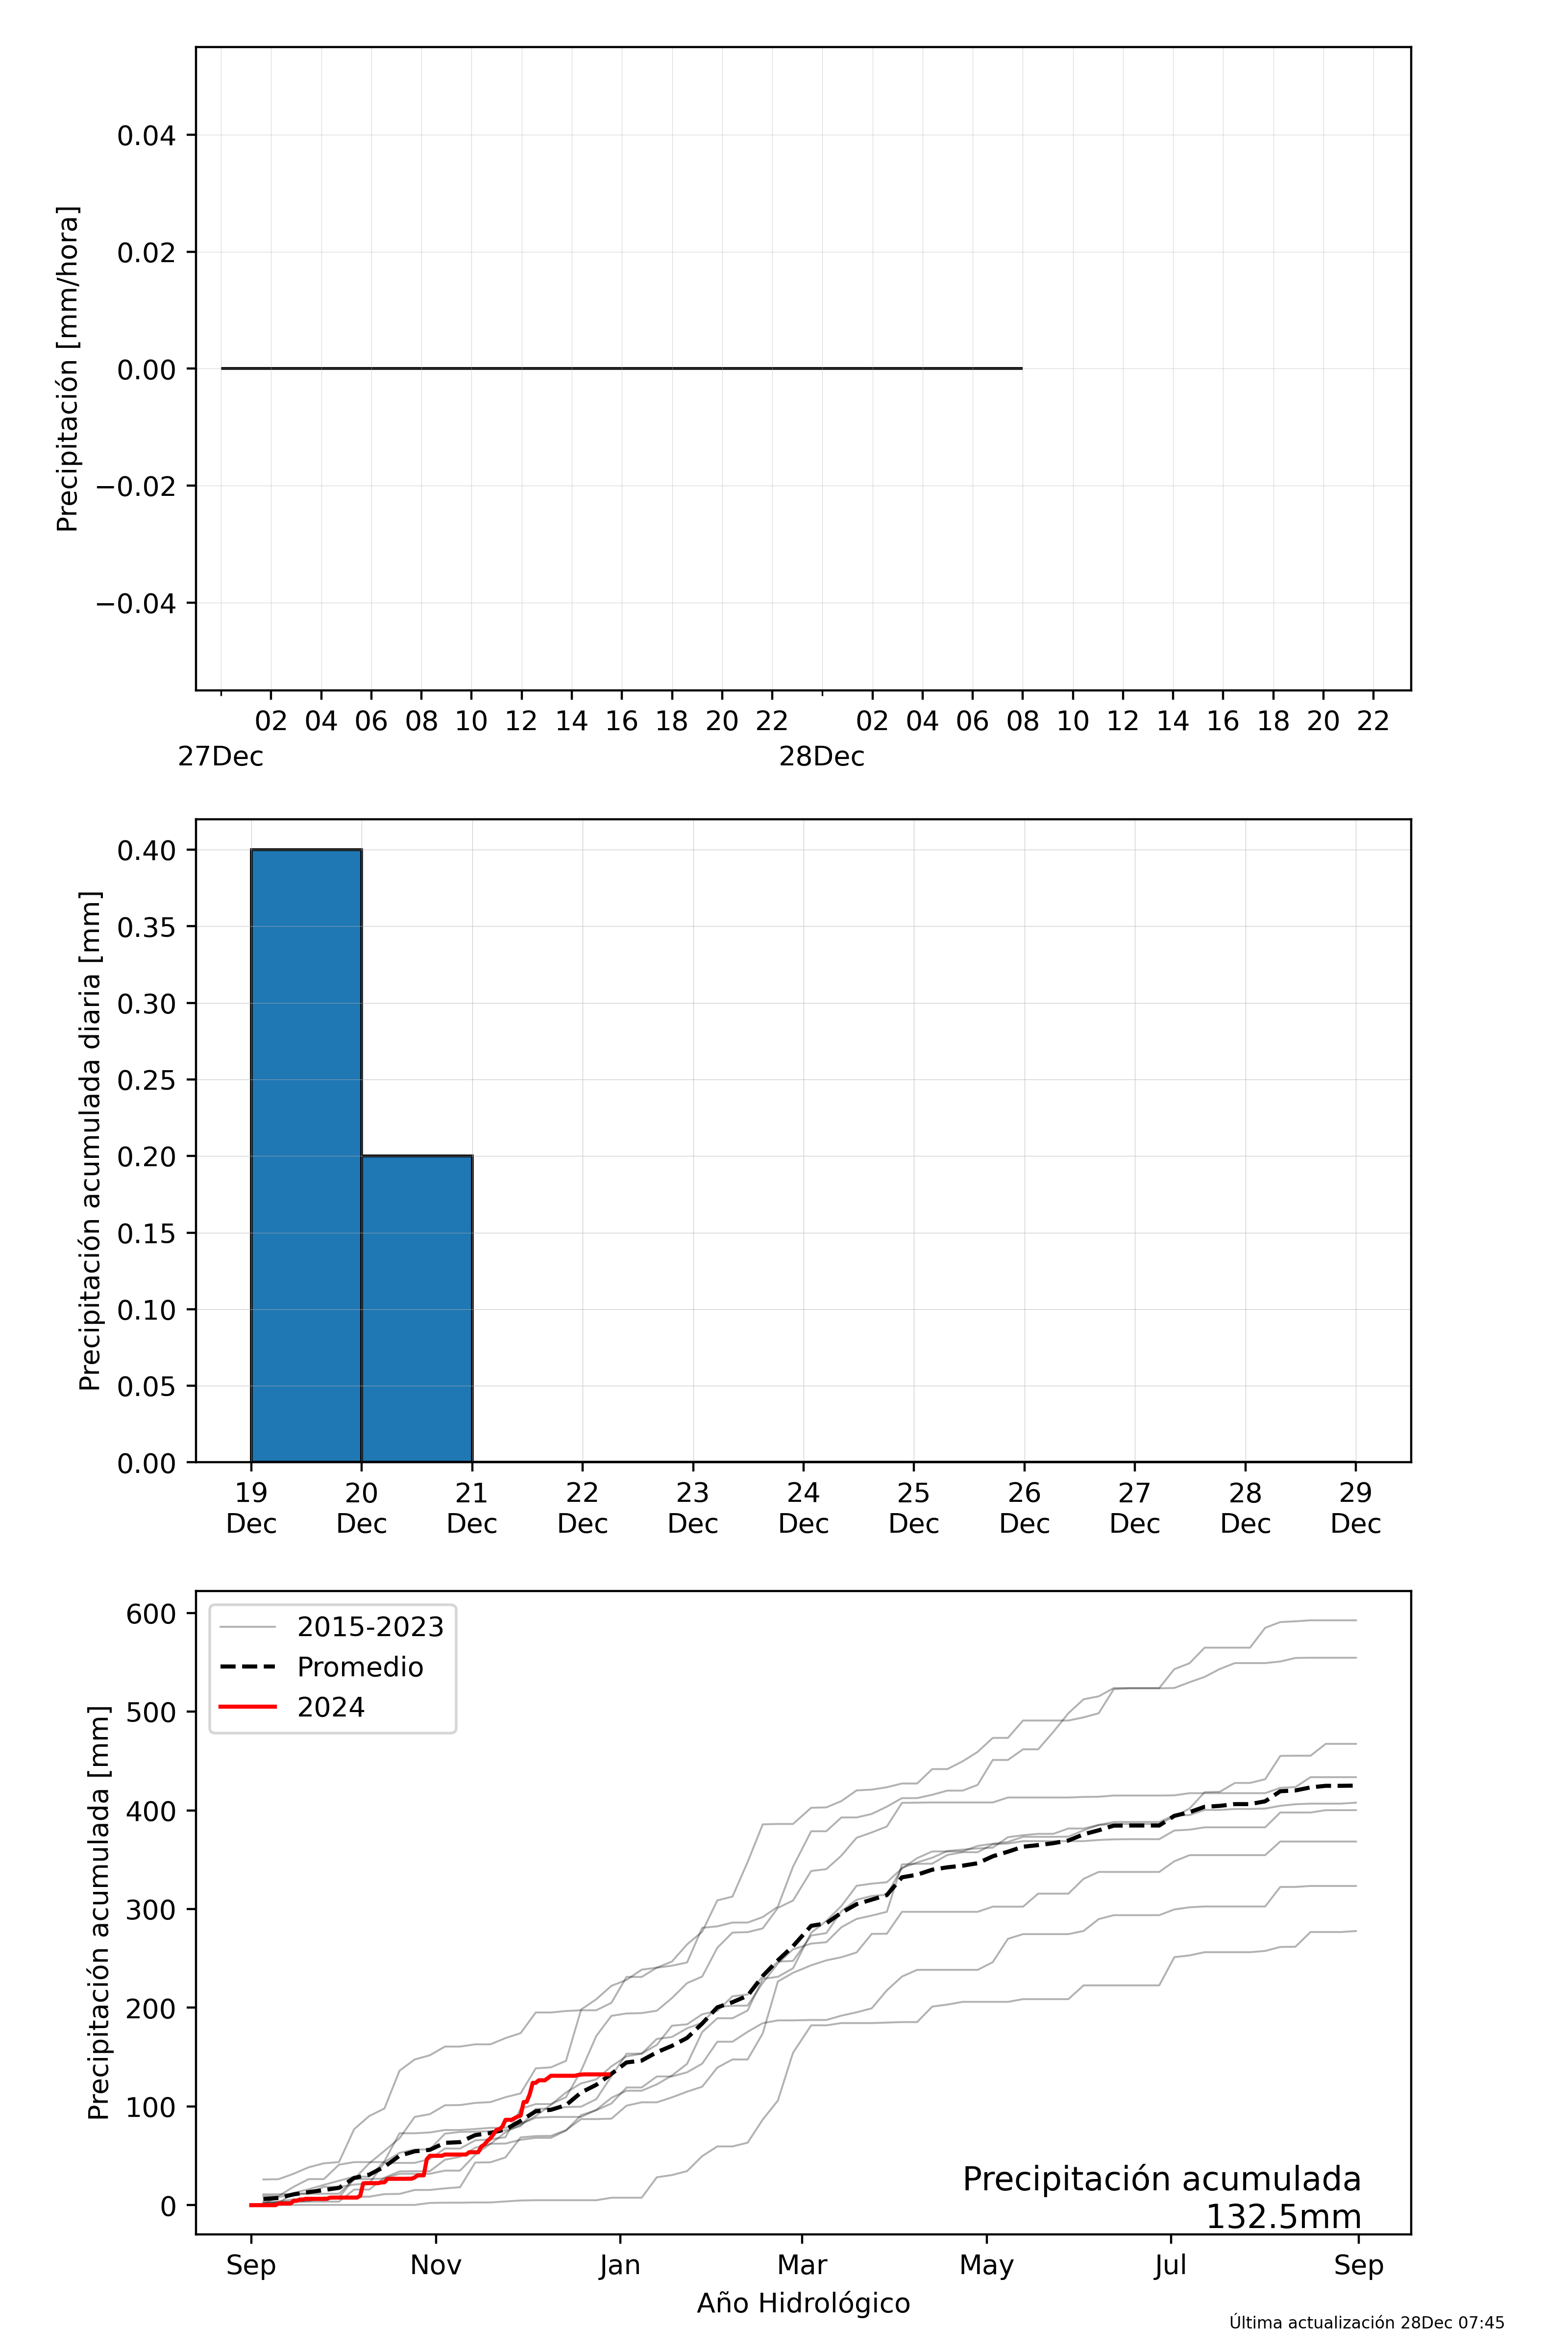 Precipitación [mm/hora]
0.04
0.02
0.00
−0.02
−0.04
02 04 06 08 10 12 14 16 18 20 22 02 04 06 08 10 12 14 16 18 20 22
27Dec 28Dec
Precipitación acumulada diaria [mm]
0.40
0.35
0.30
0.25
0.20
0.15
0.10
0.05
0.00
19 20 21 22 23 24 25 26 27 28 29
Dec Dec Dec Dec Dec Dec Dec Dec Dec Dec Dec
Precipitación acumulada [mm]
600
500
400
300
200
100
0
2015-2023
Promedio
2024
Precipitación acumulada
132.5mm
Sep Nov Jan Mar May Jul Sep
Año Hidrológico
Última actualización 28Dec 07:45